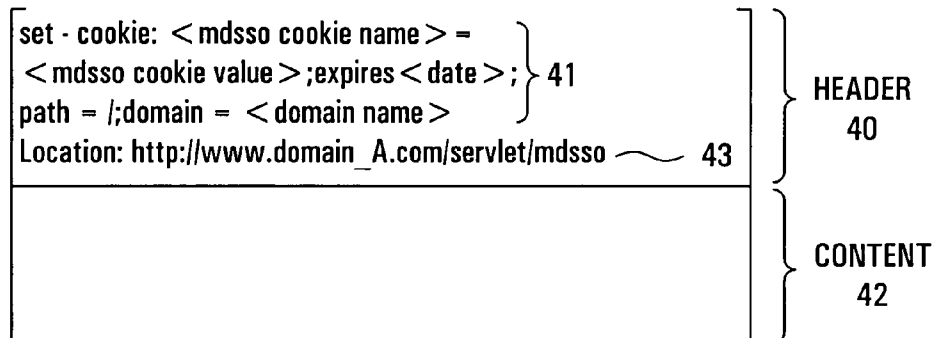 set - cookie: < mdsso cookie name > =
< mdsso cookie value > ;expires < date > ;
path = /;domain = < domain name >
41
Location: http://www.domain_A.com/servlet/mdsso
43
HEADER
40
CONTENT
42